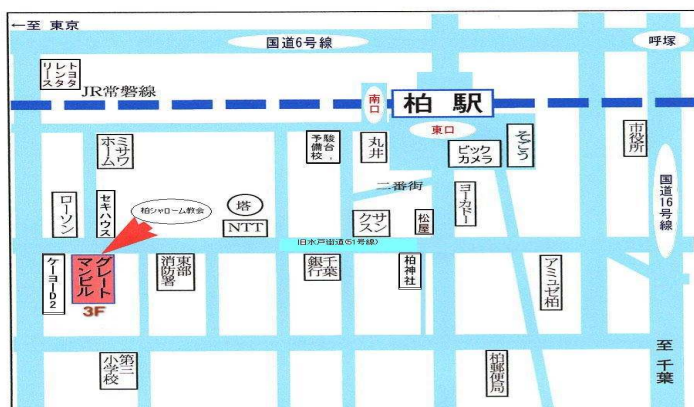 ←至 東京
国道6号線
呼塚
トヨタ
レンタ
リース
JR常磐線
南口
柏駅
東口
ミサワ
ホーム
駿台
予備校
丸井
ビック
カメラ
そごう
市役所
国道16号線
二番街
ローソン
セキハウス
柏シャローム教会
塔
NTT
サン
クス
松屋
ヨーカドー
旧水戸街道(51号線)
ケーヨーD2
グレート
マンビル
3F
東部
消防署
千葉
銀行
柏神社
アミュゼ柏
第三
小学校
柏郵便局
至 千葉